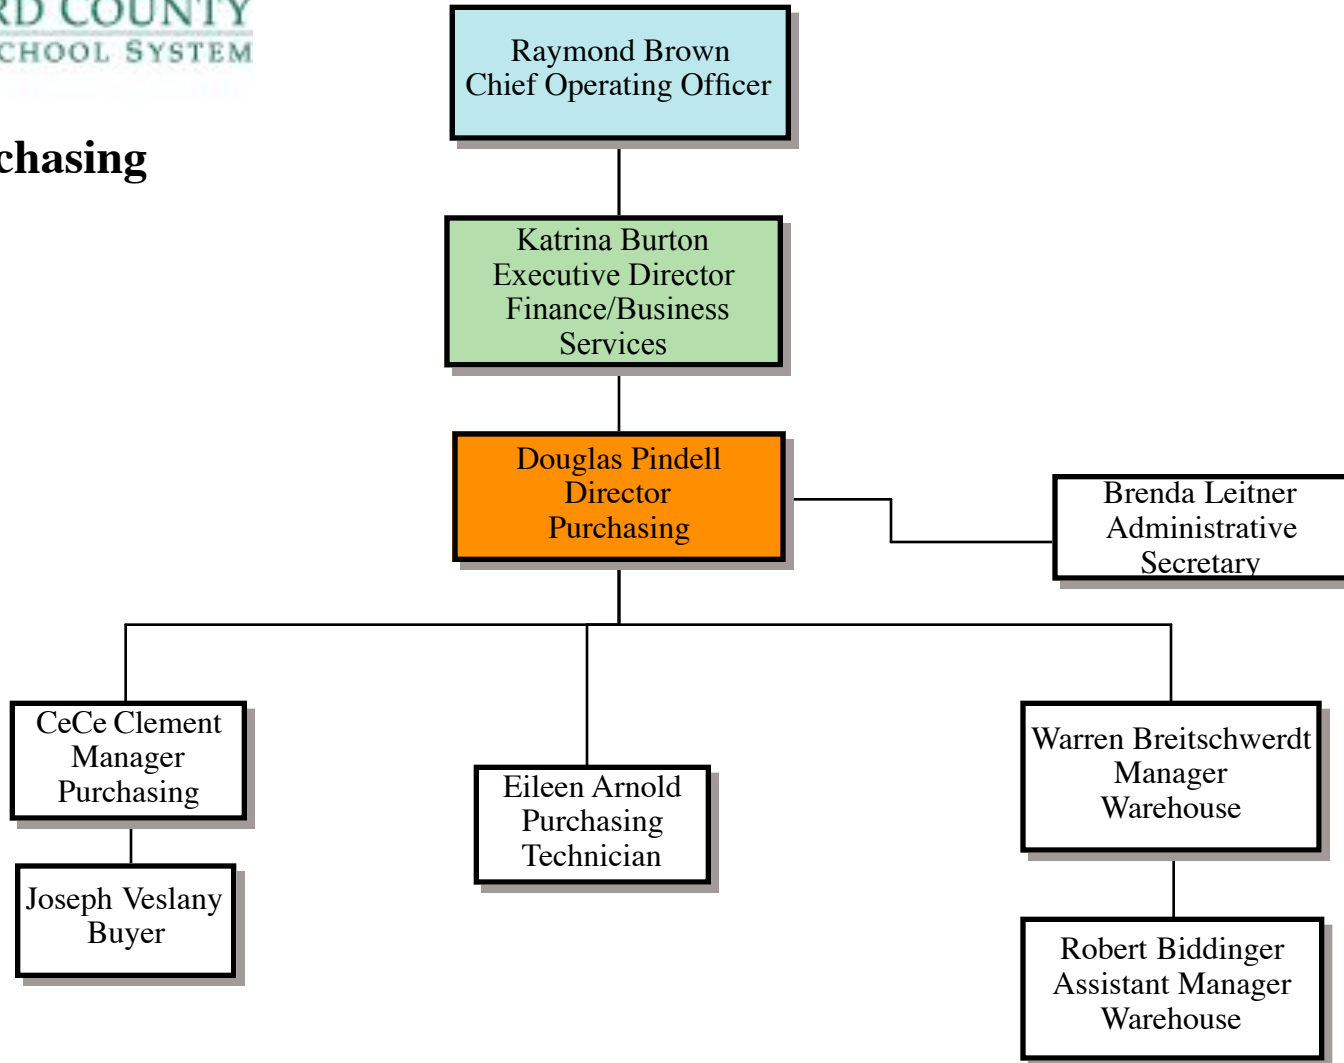 RD COUNTY
CHOOL SYSTEM
chasing
Raymond Brown
Chief Operating Officer
Katrina Burton
Executive Director
Finance/Business
Services
Douglas Pindell
Director
Purchasing
Brenda Leitner
Administrative
Secretary
CeCe Clement
Manager
Purchasing
Joseph Veslany
Buyer
Eileen Arnold
Purchasing
Technician
Warren Breitschwerdt
Manager
Warehouse
Robert Biddinger
Assistant Manager
Warehouse